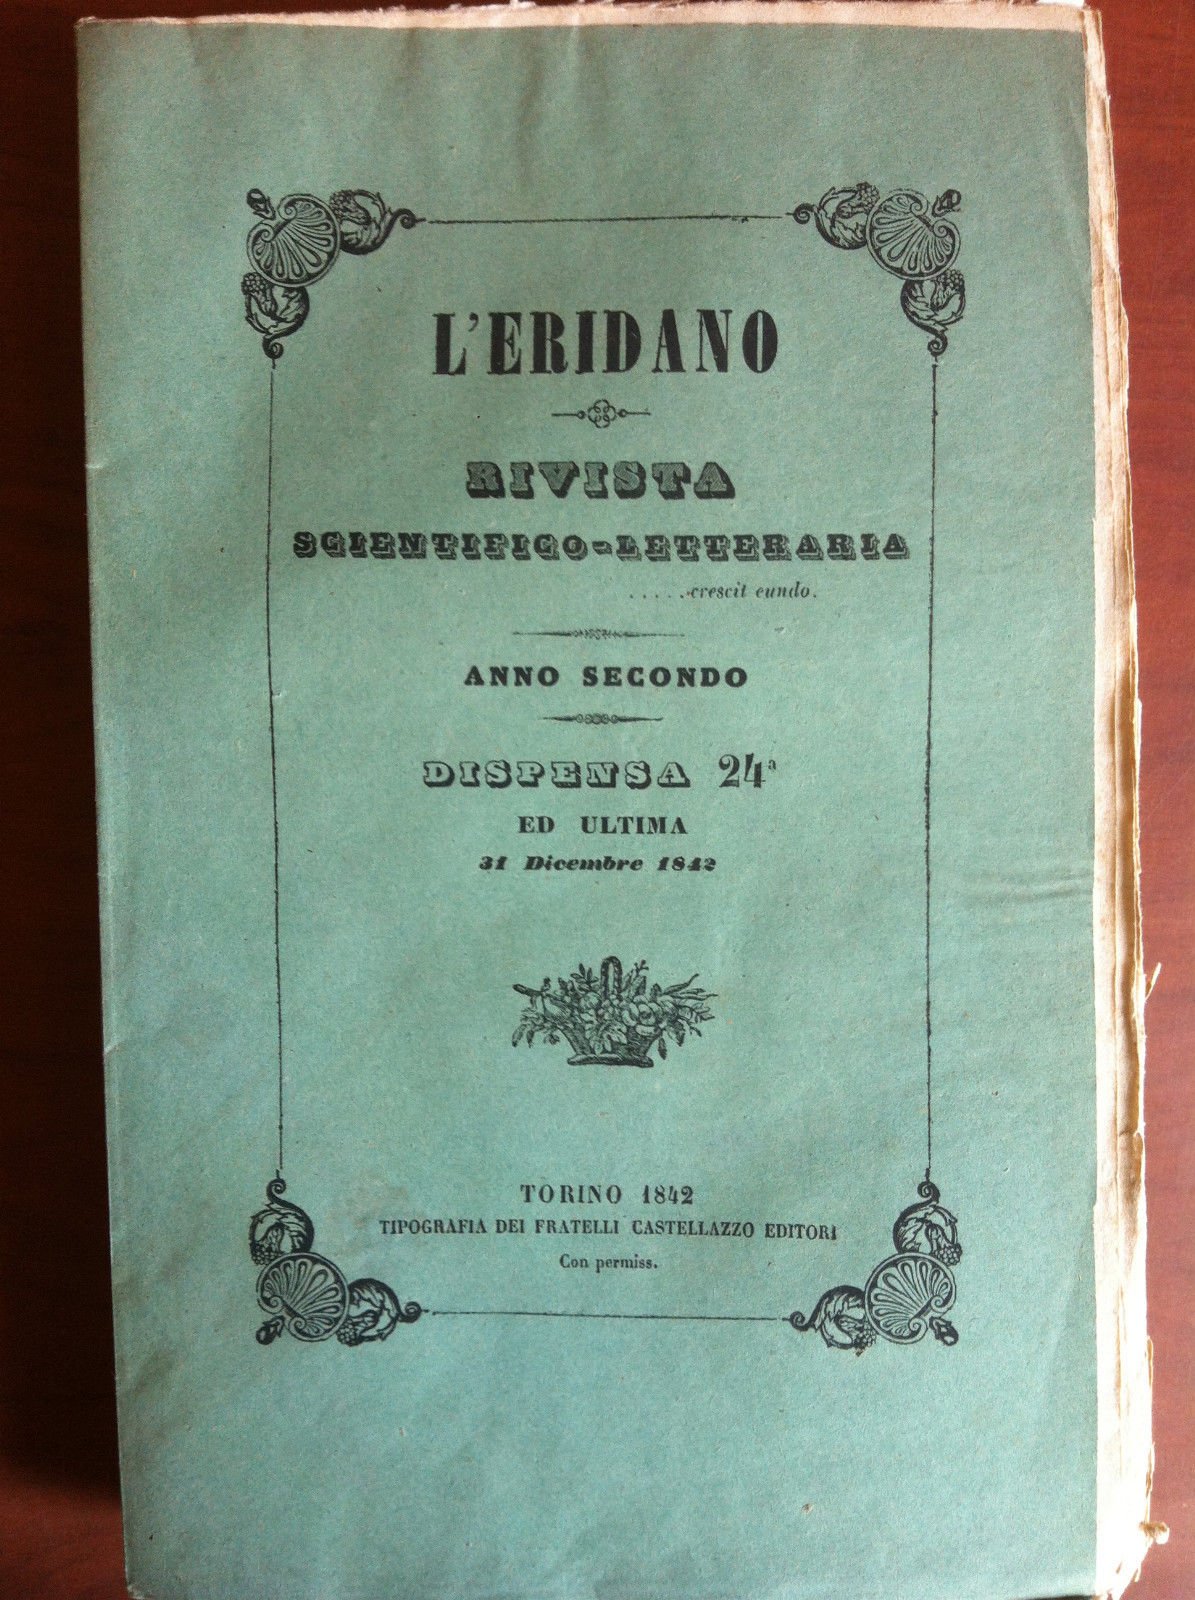 L'ERIDANO
RIVISTA
SCIENTIFICO-LETTERARIA
.....crescit eundo.
ANNO SECONDO
DISPENSA 24ª
ED ULTIMA
31 Dicembre 1842
TORINO 1842
TIPOGRAFIA DEI FRATELLI CASTELLAZZO EDITORI
Con permiss.